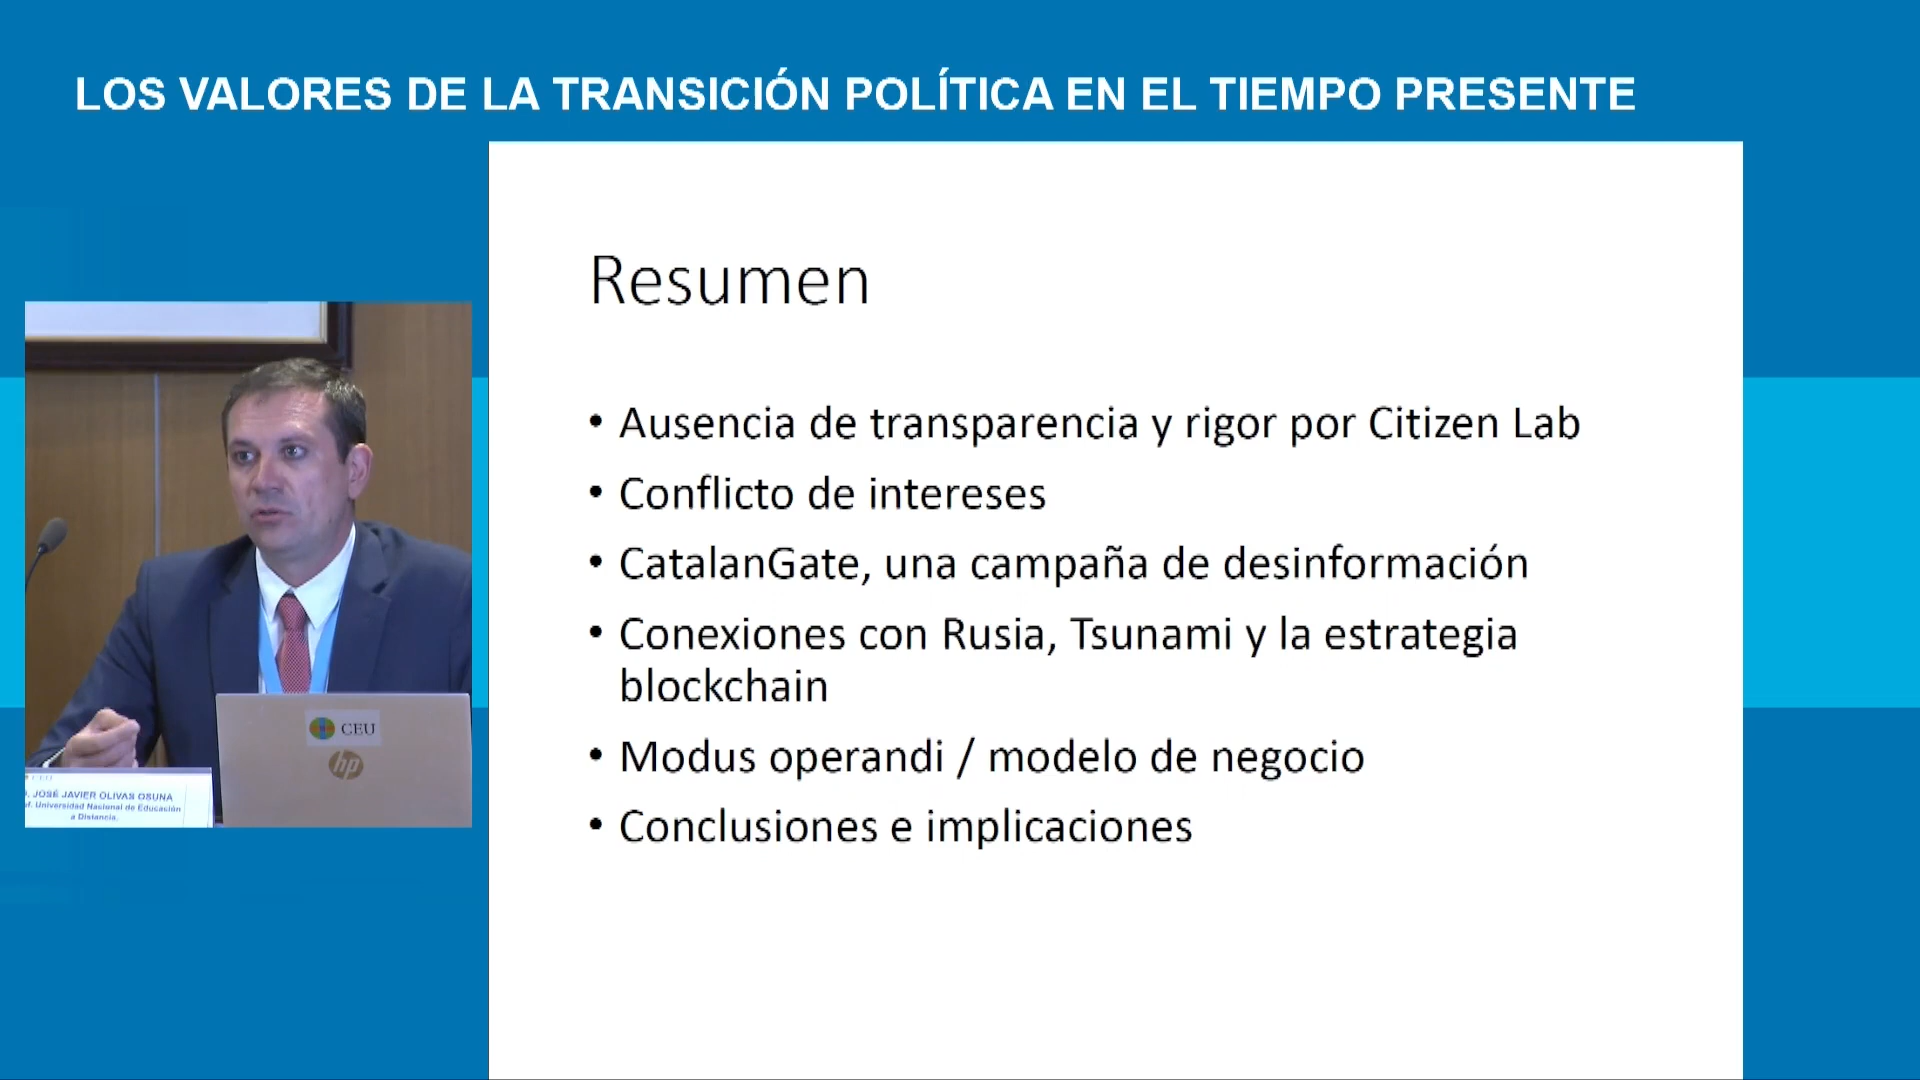 LOS VALORES DE LA TRANSICIÓN POLÍTICA EN EL TIEMPO PRESENTE
Resumen
• Ausencia de transparencia y rigor por Citizen Lab
• Conflicto de intereses
• CatalanGate, una campaña de desinformación
• Conexiones con Rusia, Tsunami y la estrategia
blockchain
• Modus operandi / modelo de negocio
• Conclusiones e implicaciones
CEU
hp
CEU
JOSÉ JAVIER OLIVAS OSUNA
Universidad Nacional de Educación
a Distancia.